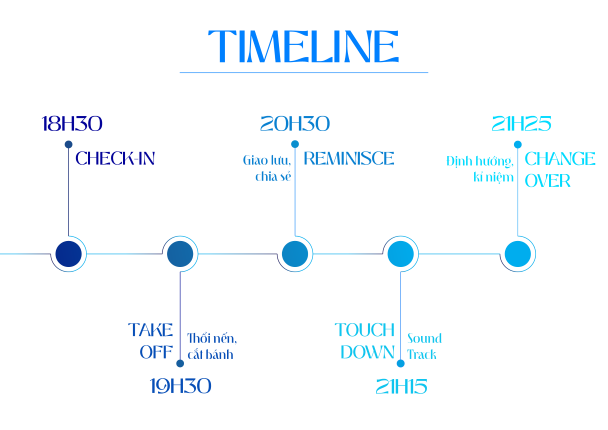 TIMELINE
18H30
CHECK-IN
TAKE
OFF
Thổi nến,
cắt bánh
19H30
20H30
Giao lưu,
chia sẻ
REMINISCE
TOUCH
DOWN
Sound
Track
21H15
21H25
Định hướng,
kỉ niệm
CHANGE
OVER